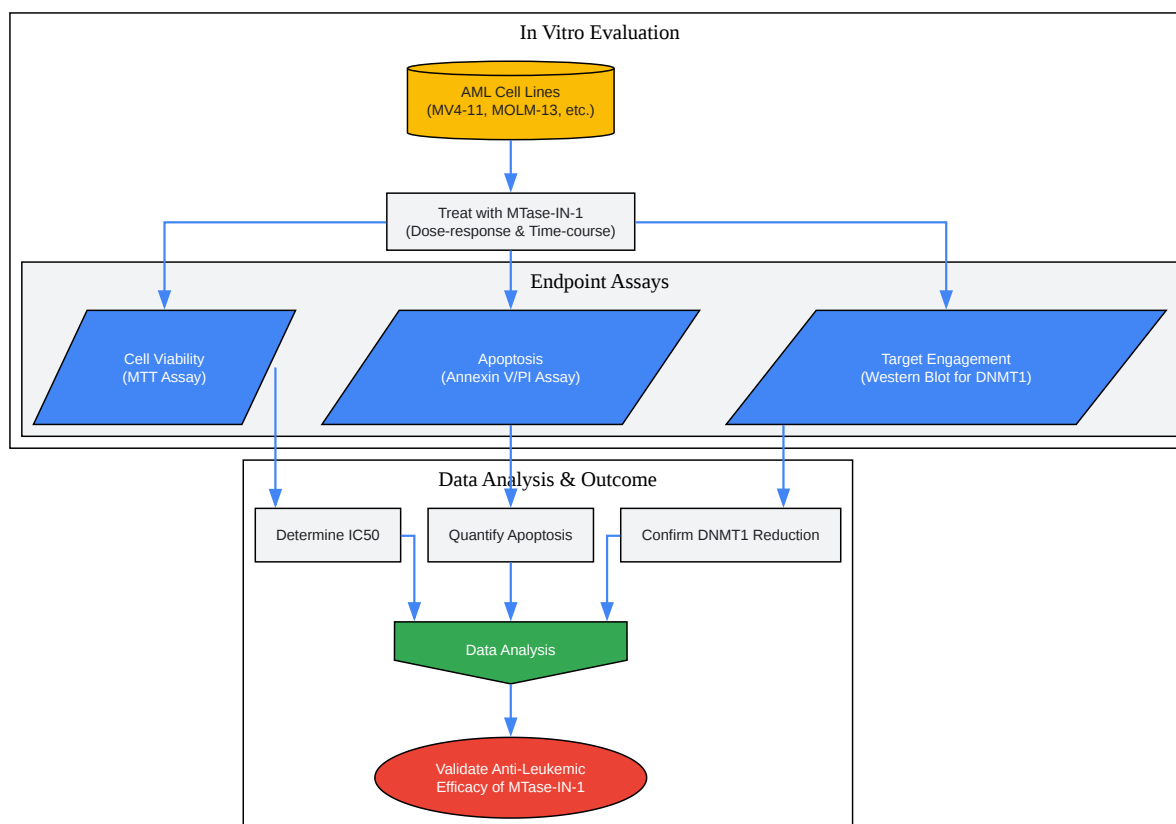 In Vitro Evaluation
AML Cell Lines
(MV4-11, MOLM-13, etc.)
Treat with MTase-IN-1
(Dose-response & Time-course)
Endpoint Assays
Cell Viability
(MTT Assay)
Apoptosis
(Annexin V/PI Assay)
Target Engagement
(Western Blot for DNMT1)
Data Analysis & Outcome
Determine IC50
Quantify Apoptosis
Confirm DNMT1 Reduction
Data Analysis
Validate Anti-Leukemic
Efficacy of MTase-IN-1